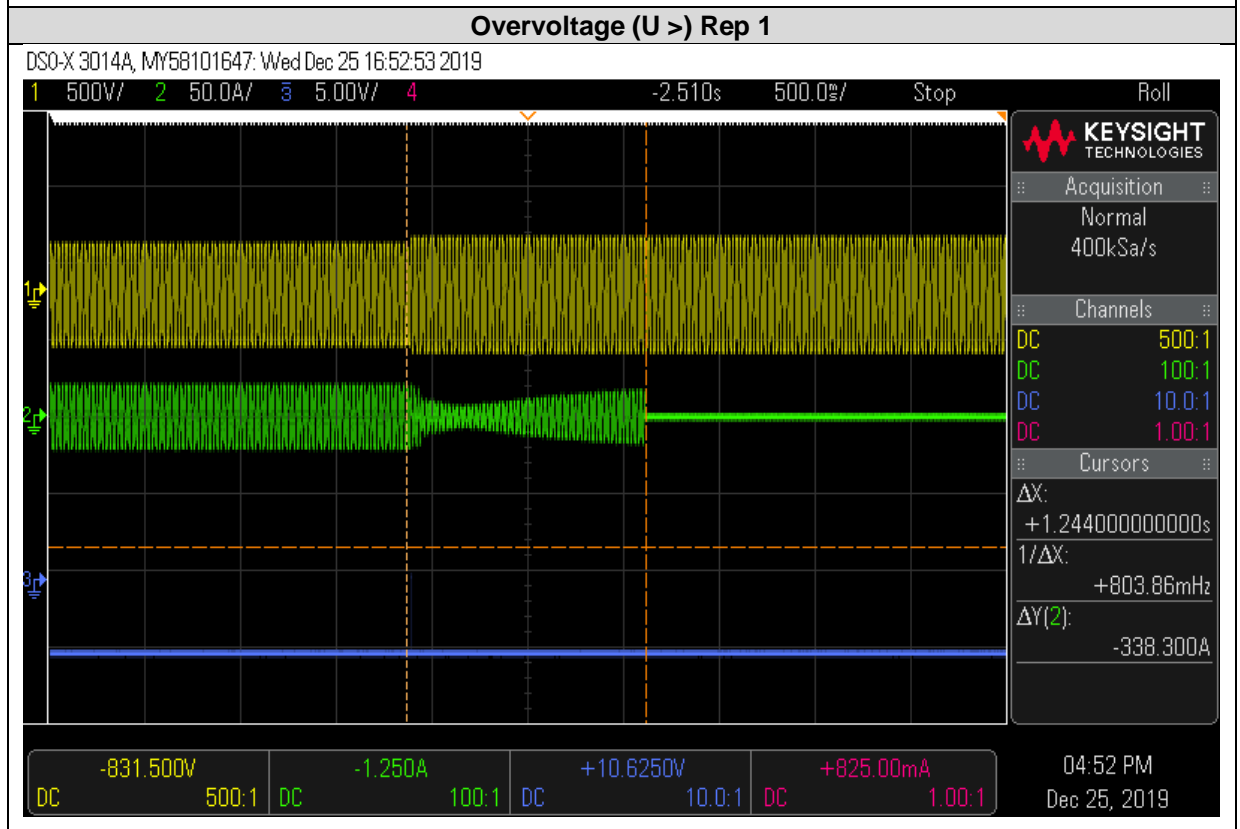 Overvoltage (U >) Rep 1
DSO-X 3014A, MY58101647: Wed Dec 25 16:52:53 2019
1 500V/ 2 50.0A/ 3 5.00V/ 4 -2.510s 500.0ms/ Stop Roll
KEYSIGHT
TECHNOLOGIES
Acquisition
Normal
400kSa/s
Channels
DC 500:1
DC 100:1
DC 10.0:1
DC 1.00:1
Cursors
ΔX:
+1.244000000000s
1/ΔX:
+803.86mHz
ΔY(2):
-338.300A
1
2
3
-831.500V
DC 500:1
-1.250A
DC 100:1
+10.6250V
DC 10.0:1
+825.00mA
DC 1.00:1
04:52 PM
Dec 25, 2019